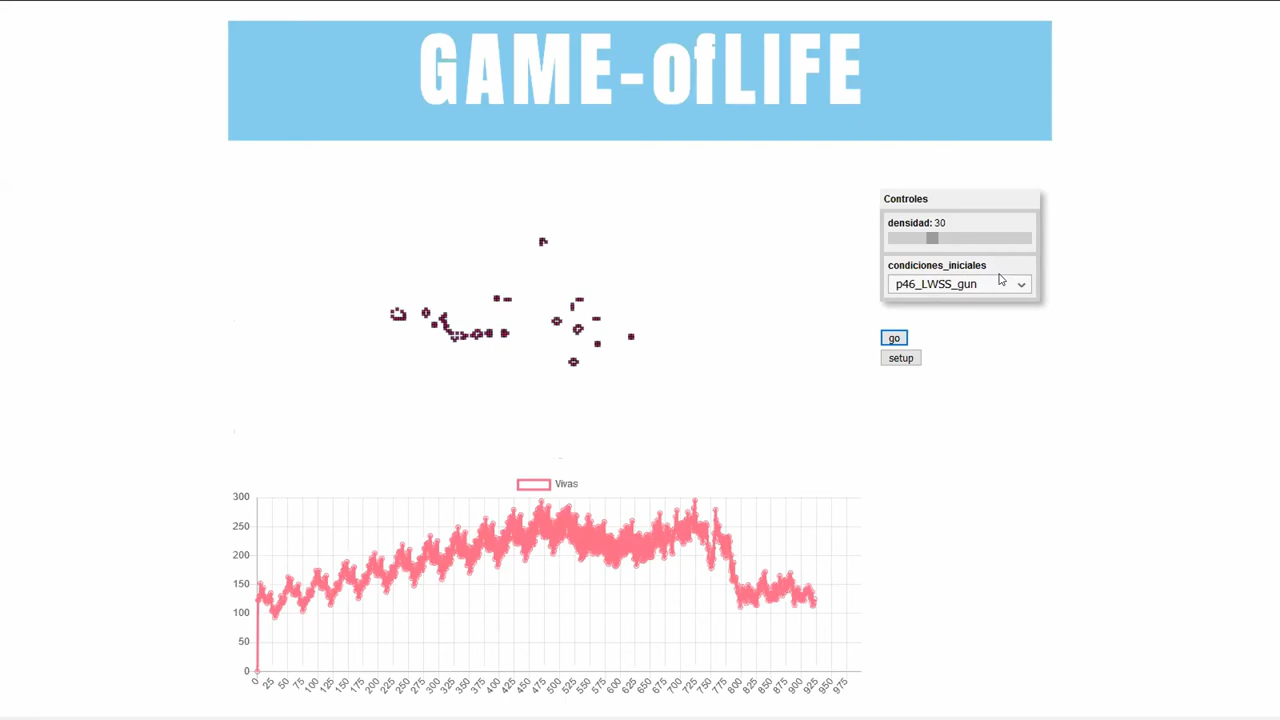 GAME-ofLIFE
Controles
densidad: 30
condiciones_iniciales
p46_LWSS_gun
go
setup
Vivas
300
250
200
150
100
50
0
0 25 50 75 100 125 150 175 200 225 250 275 300 325 350 375 400 425 450 475 500 525 550 575 600 625 650 675 700 725 750 775 800 825 850 875 900 925 950 975